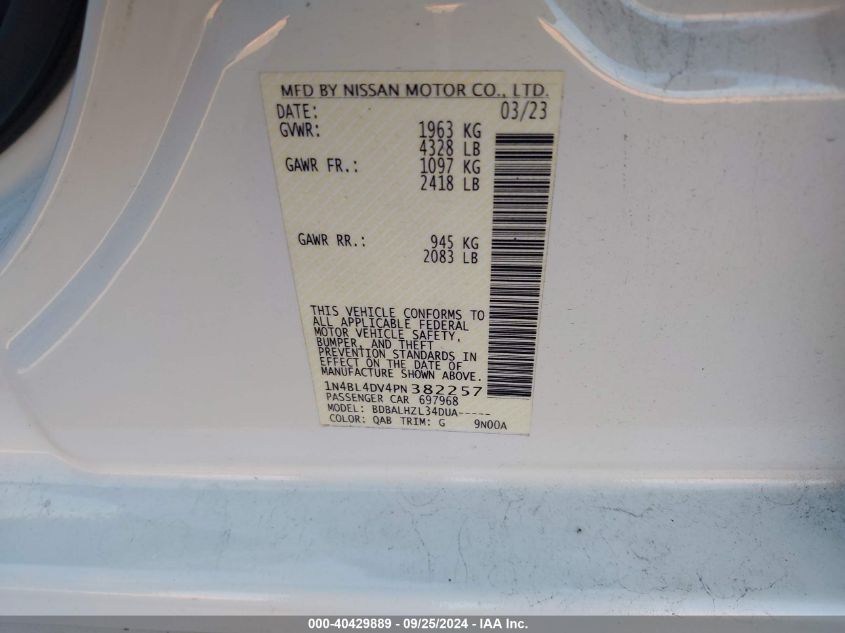 MFD BY NISSAN MOTOR CO., LTD.
DATE: 03/23
GVWR: 1963 KG
4328 LB
GAWR FR.: 1097 KG
2418 LB
GAWR RR.: 945 KG
2083 LB
THIS VEHICLE CONFORMS TO
ALL APPLICABLE FEDERAL
MOTOR VEHICLE SAFETY,
BUMPER, AND THEFT
PREVENTION STANDARDS IN
EFFECT ON THE DATE OF
MANUFACTURE SHOWN ABOVE.
1N4BL4DV4PN382257
PASSENGER CAR 697968
MODEL: BDBALHZL34DUA-----
COLOR: QAB TRIM: G 9N00A
000-40429889 - 09/25/2024 - IAA Inc.